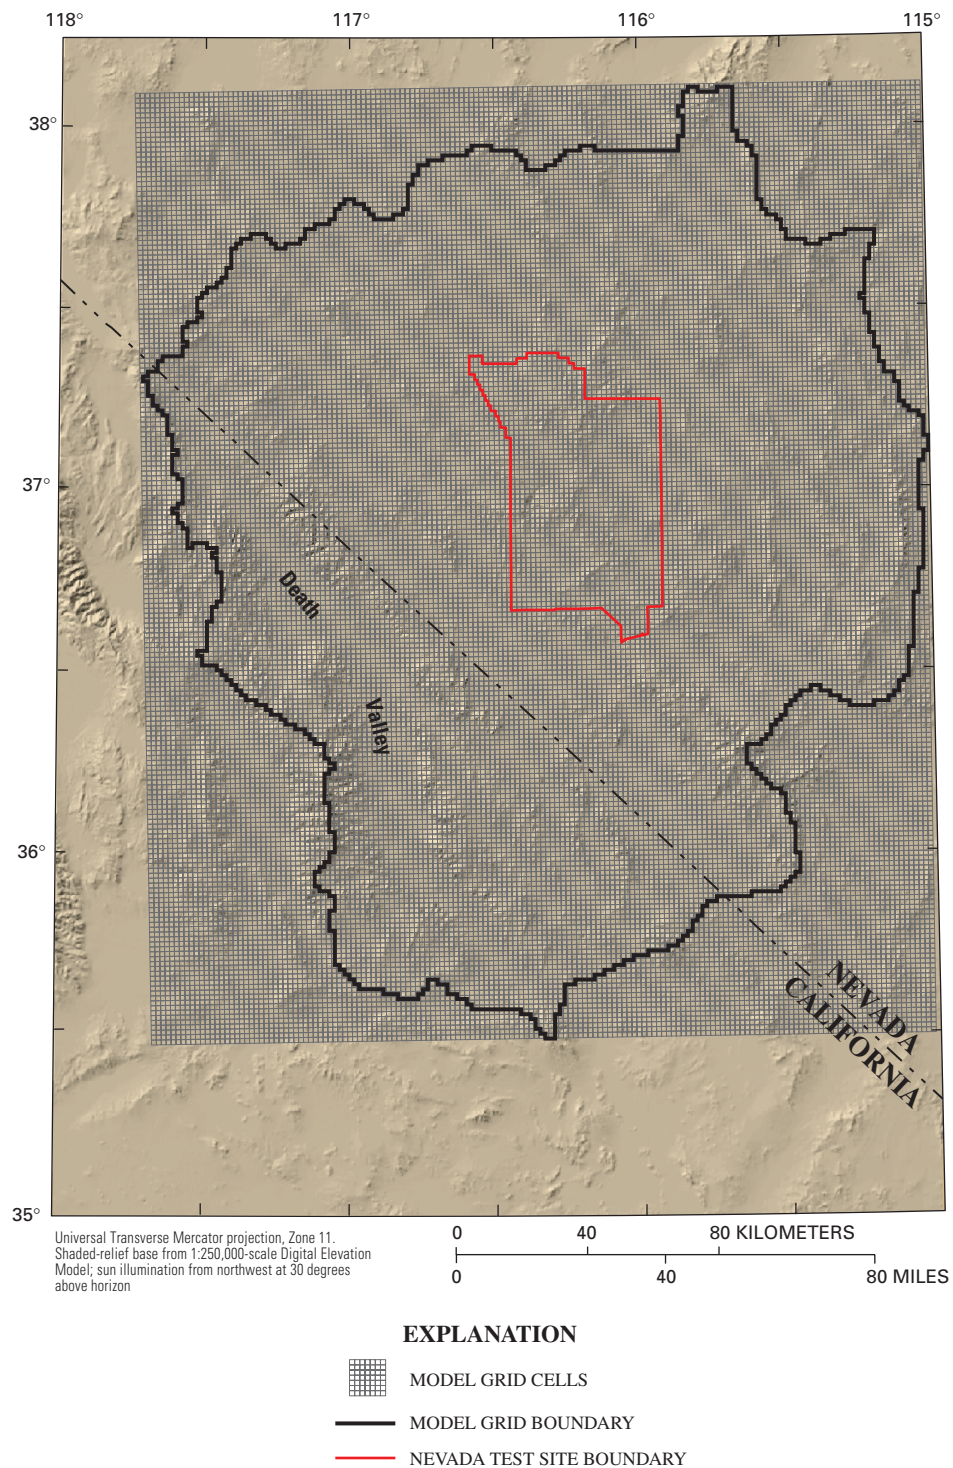 118°
117°
116°
115°
38°
37°
36°
35°
Death
Valley
NEVADA
CALIFORNIA
Universal Transverse Mercator projection, Zone 11.
Shaded-relief base from 1:250,000-scale Digital Elevation
Model; sun illumination from northwest at 30 degrees
above horizon
0 40 80 KILOMETERS
0 40 80 MILES
EXPLANATION
MODEL GRID CELLS
MODEL GRID BOUNDARY
NEVADA TEST SITE BOUNDARY